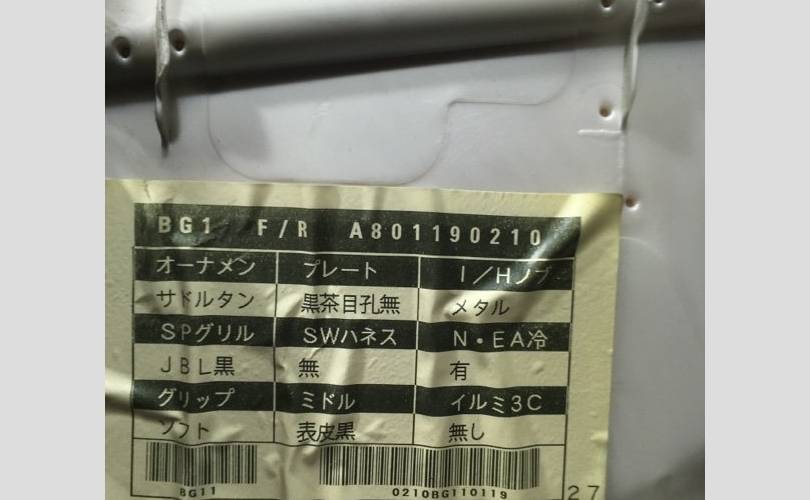 BG1 F/R A801190210
オーナメン プレート I/Hノブ
サドルタン 黒茶目孔無 メタル
SPグリル SWハネス N・EA冷
JBL黒 無 有
グリップ ミドル イルミ3C
ソフト 表皮黒 無し
BG11 0210BG110119 27